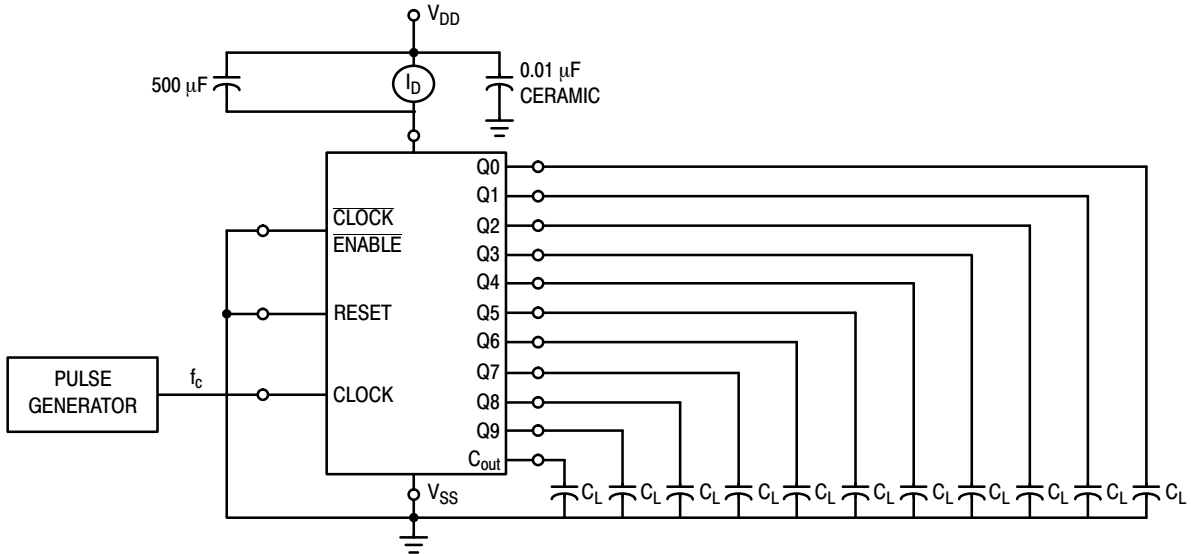 V_DD
500 μF
I_D
0.01 μF
CERAMIC
CLOCK
ENABLE
RESET
CLOCK
PULSE
GENERATOR
f_c
Q0
Q1
Q2
Q3
Q4
Q5
Q6
Q7
Q8
Q9
C_out
V_SS
C_L
C_L
C_L
C_L
C_L
C_L
C_L
C_L
C_L
C_L
C_L